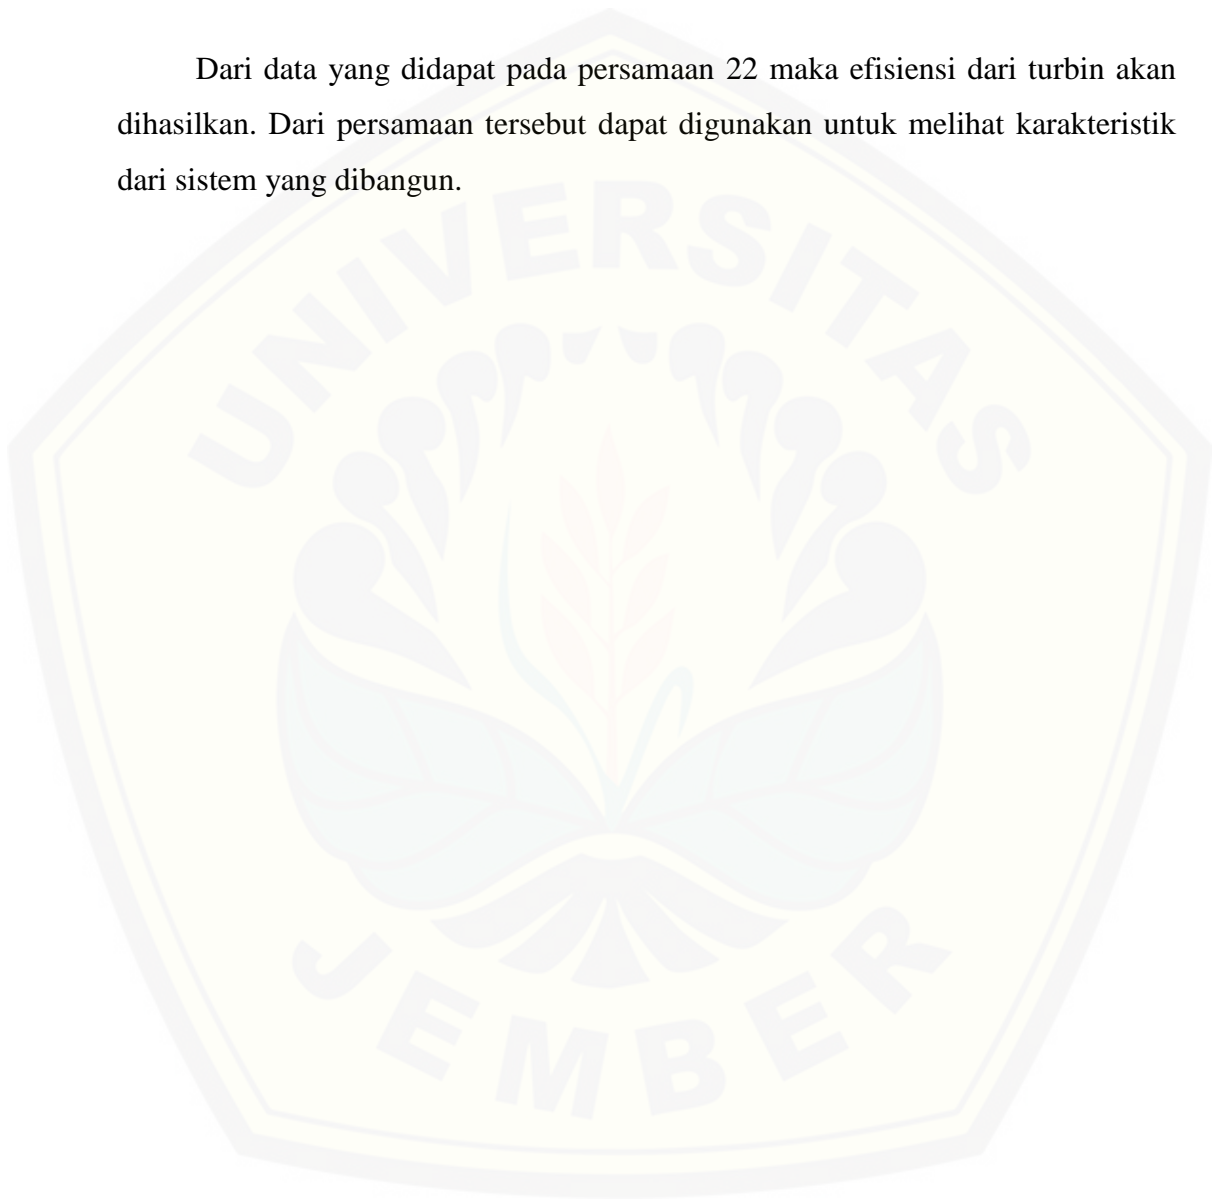 Dari data yang didapat pada persamaan 22 maka efisiensi dari turbin akan
dihasilkan. Dari persamaan tersebut dapat digunakan untuk melihat karakteristik
dari sistem yang dibangun.
UNIVERSITAS
JEMBER